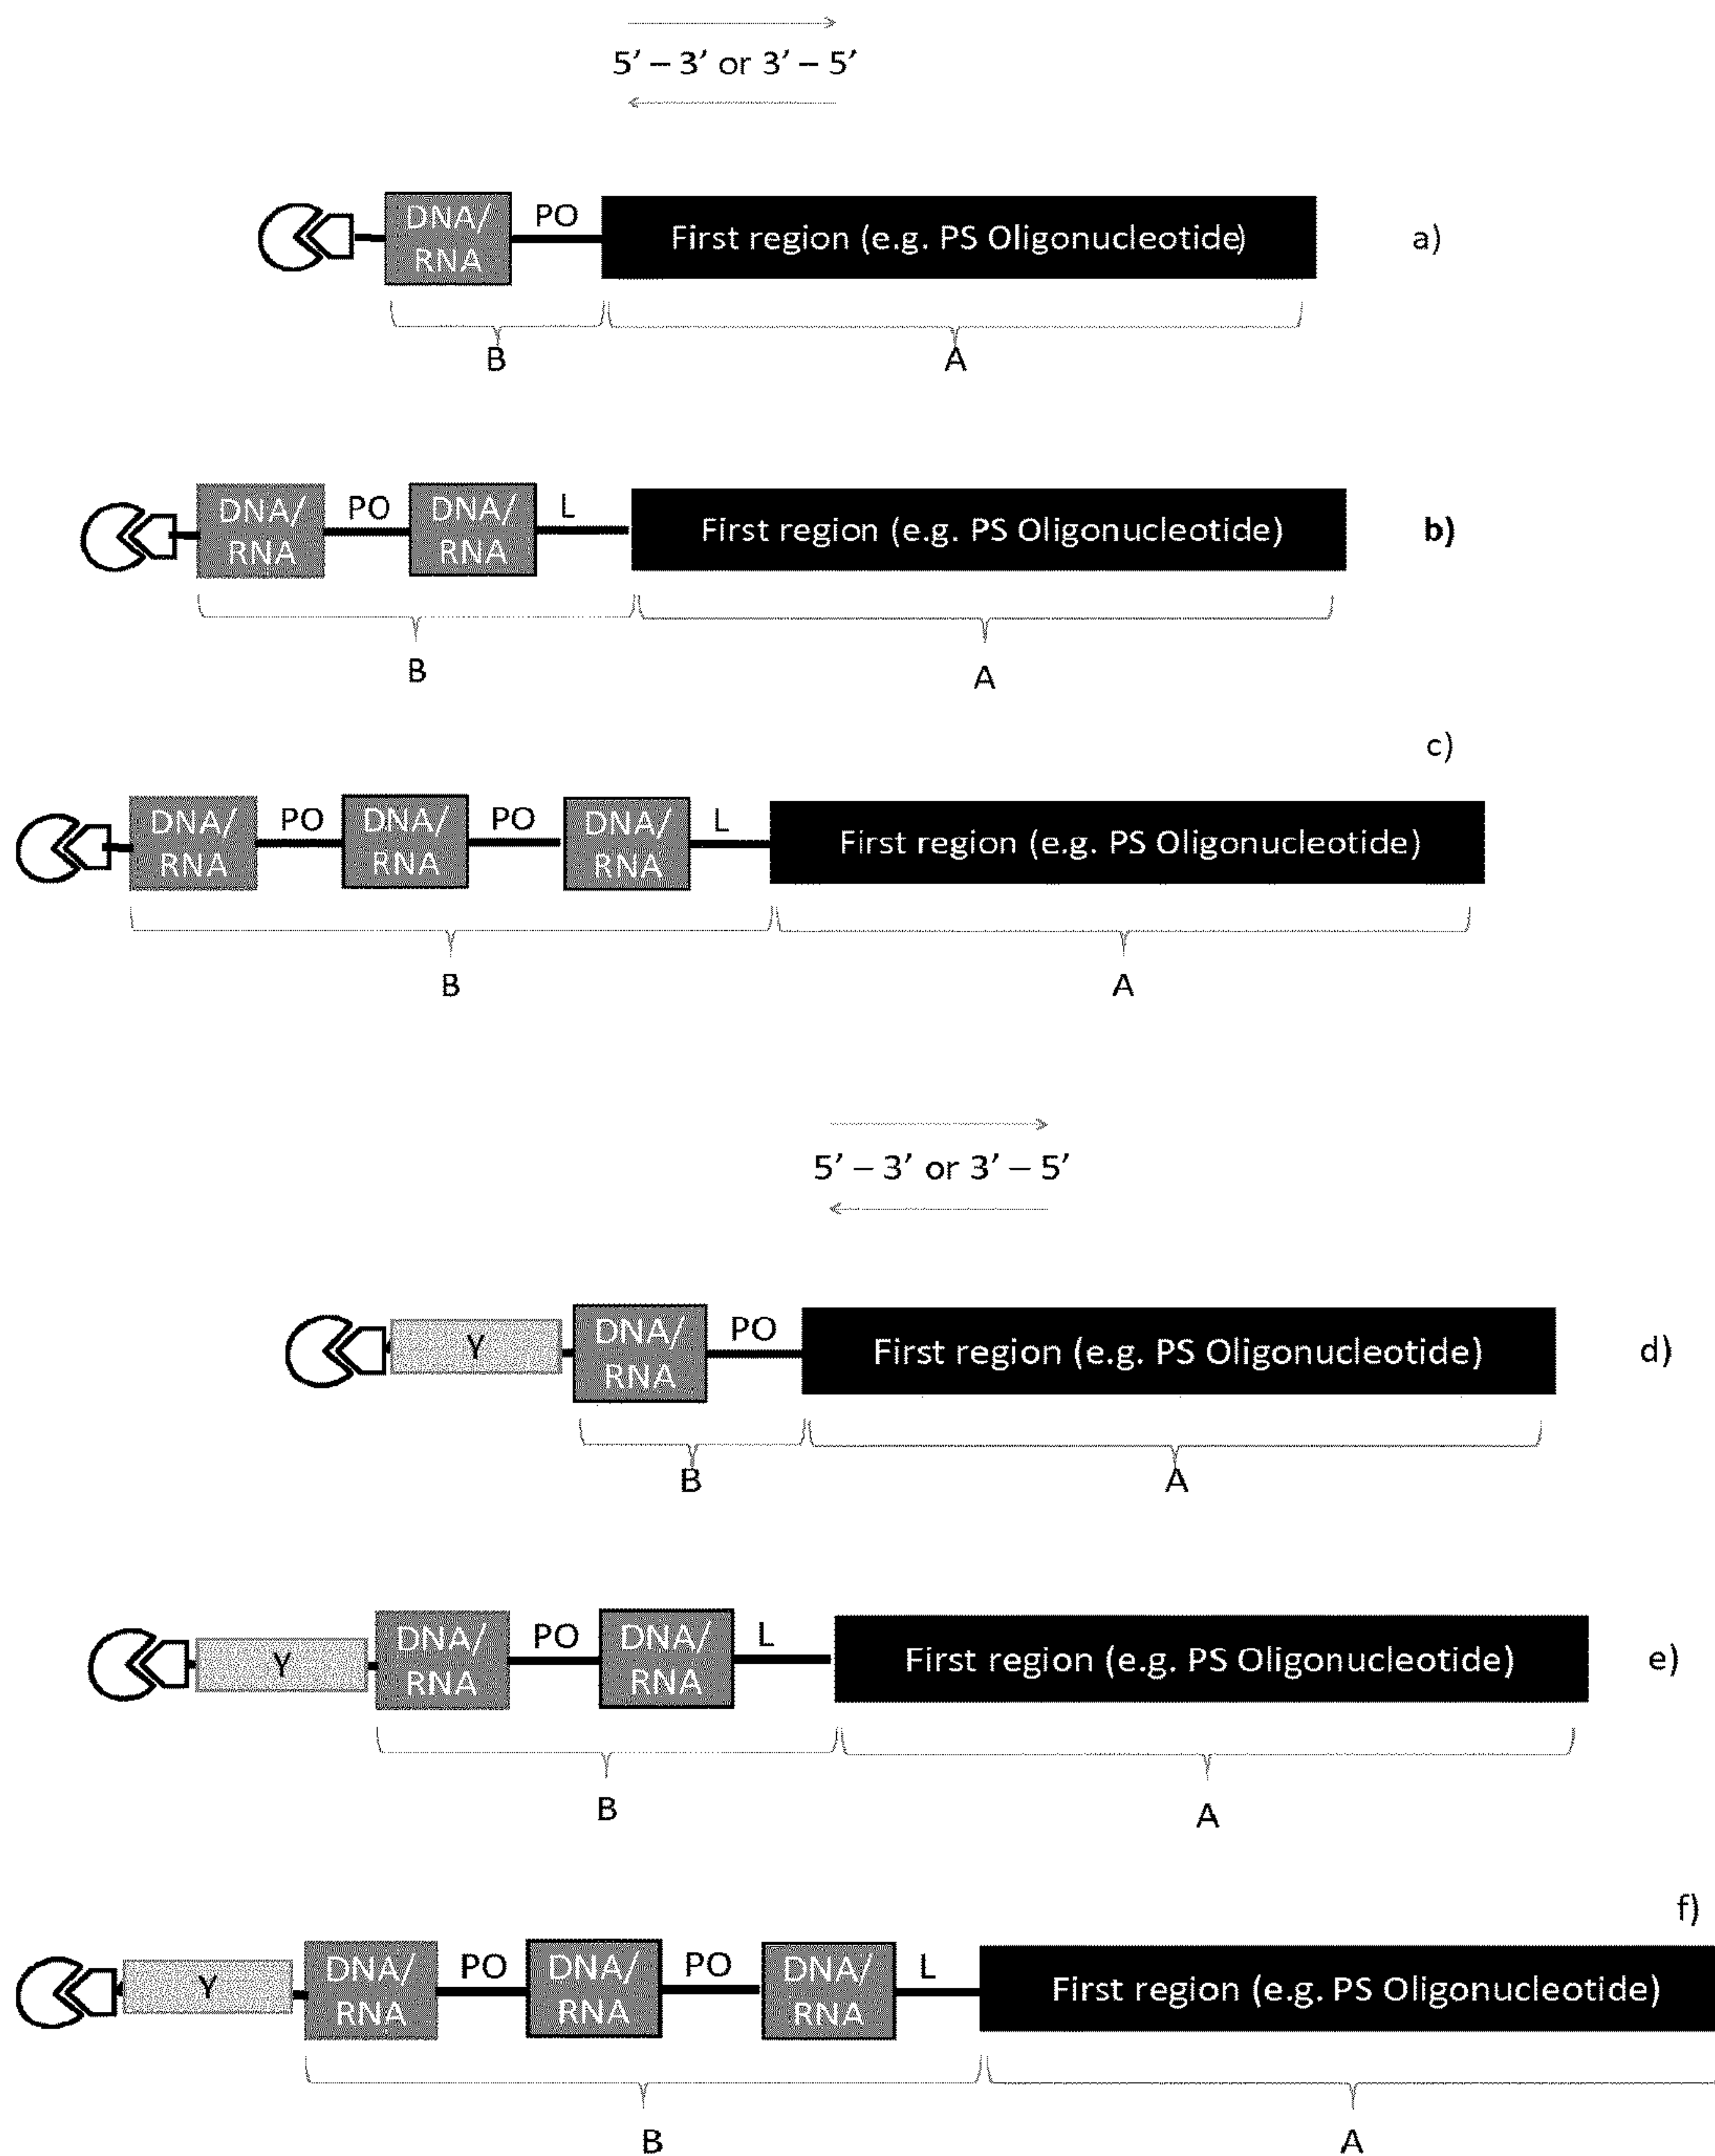 5’ – 3’ or 3’ – 5’
DNA/
RNA
PO
First region (e.g. PS Oligonucleotide)
a)
B
A
DNA/
RNA
PO
DNA/
RNA
L
First region (e.g. PS Oligonucleotide)
b)
B
A
c)
DNA/
RNA
PO
DNA/
RNA
PO
DNA/
RNA
L
First region (e.g. PS Oligonucleotide)
B
A
5’ – 3’ or 3’ – 5’
Y
DNA/
RNA
PO
First region (e.g. PS Oligonucleotide)
d)
B
A
Y
DNA/
RNA
PO
DNA/
RNA
L
First region (e.g. PS Oligonucleotide)
e)
B
A
f)
Y
DNA/
RNA
PO
DNA/
RNA
PO
DNA/
RNA
L
First region (e.g. PS Oligonucleotide)
B
A